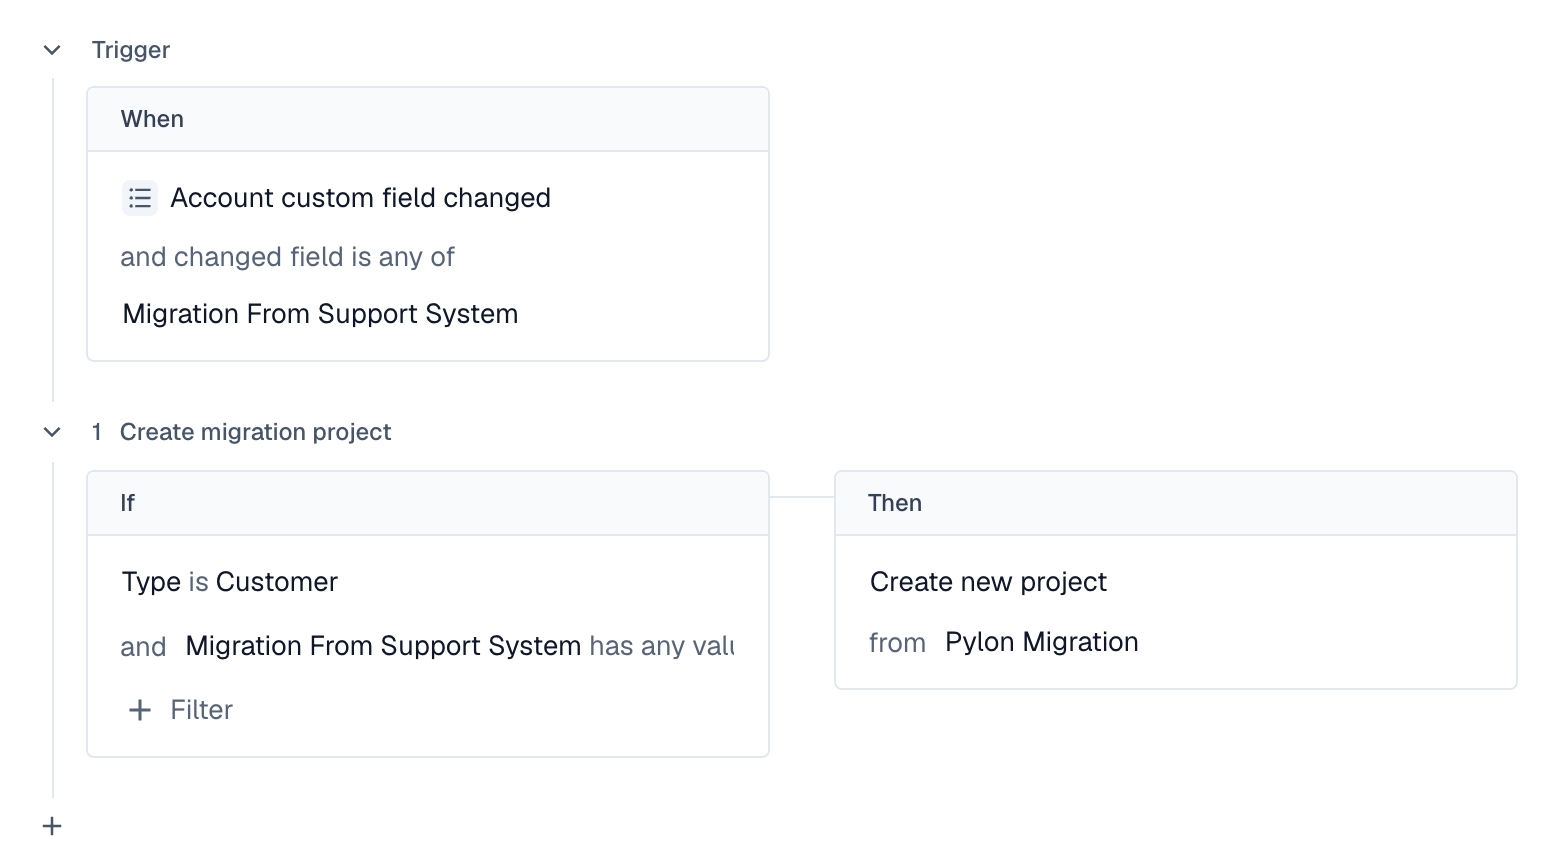 Trigger
When
Account custom field changed
and changed field is any of
Migration From Support System
1 Create migration project
If
Type is Customer
and Migration From Support System has any valu
Filter
Then
Create new project
from Pylon Migration